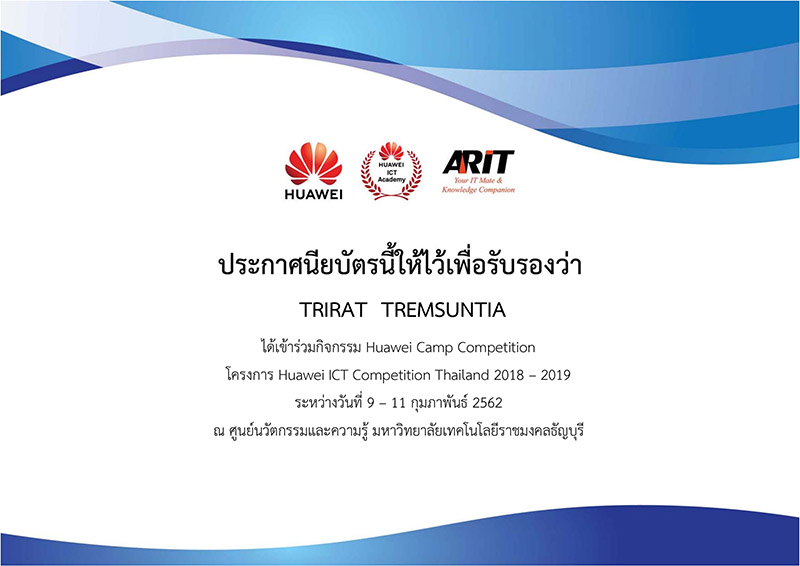 HUAWEI
HUAWEI
ICT
Academy
ARiT
Your IT Mate &
Knowledge Companion
ประกาศนียบัตรนี้ให้ไว้เพื่อรับรองว่า
TRIRAT TREMSUNTIA
ได้เข้าร่วมกิจกรรม Huawei Camp Competition
โครงการ Huawei ICT Competition Thailand 2018 – 2019
ระหว่างวันที่ 9 – 11 กุมภาพันธ์ 2562
ณ ศูนย์นวัตกรรมและความรู้ มหาวิทยาลัยเทคโนโลยีราชมงคลธัญบุรี